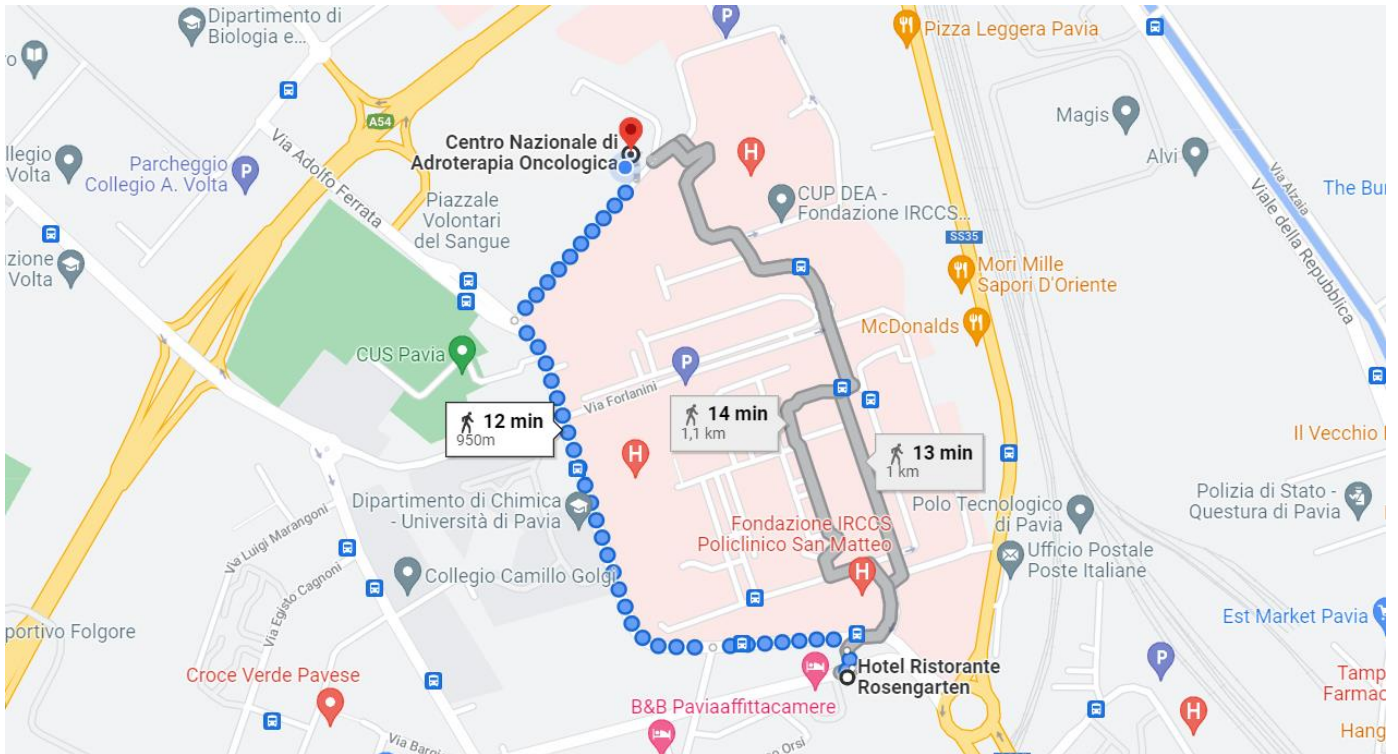 Dipartimento di
Biologia e...
P
Pizza Leggera Pavia
A54
Centro Nazionale di
Adroterapia Oncologica
H
Magis
Alvi
llegio
Volta
Parcheggio
Collegio A. Volta
P
Via Adolfo Ferrata
Piazzale
Volontari
del Sangue
CUP DEA -
Fondazione IRCCS...
Via Alzaia
Viale della Repubblica
The Bu
SS35
zione
Volta
Mori Mille
Sapori D'Oriente
McDonalds
CUS Pavia
P
Via Forlanini
12 min
950m
14 min
1,1 km
13 min
1 km
H
Il Vecchio
Dipartimento di Chimica
- Università di Pavia
Via Luigi Marangoni
Polo Tecnologico
di Pavia
Polizia di Stato -
Questura di Pavia
Fondazione IRCCS
Policlinico San Matteo
H
Ufficio Postale
Poste Italiane
Collegio Camillo Golgi
Via Egisto Cagnoni
portivo Folgore
Est Market Pavia
Croce Verde Pavese
Hotel Ristorante
Rosengarten
P
H
Tamp
Farmac
B&B Paviaaffittacamere
Orsi
Hang